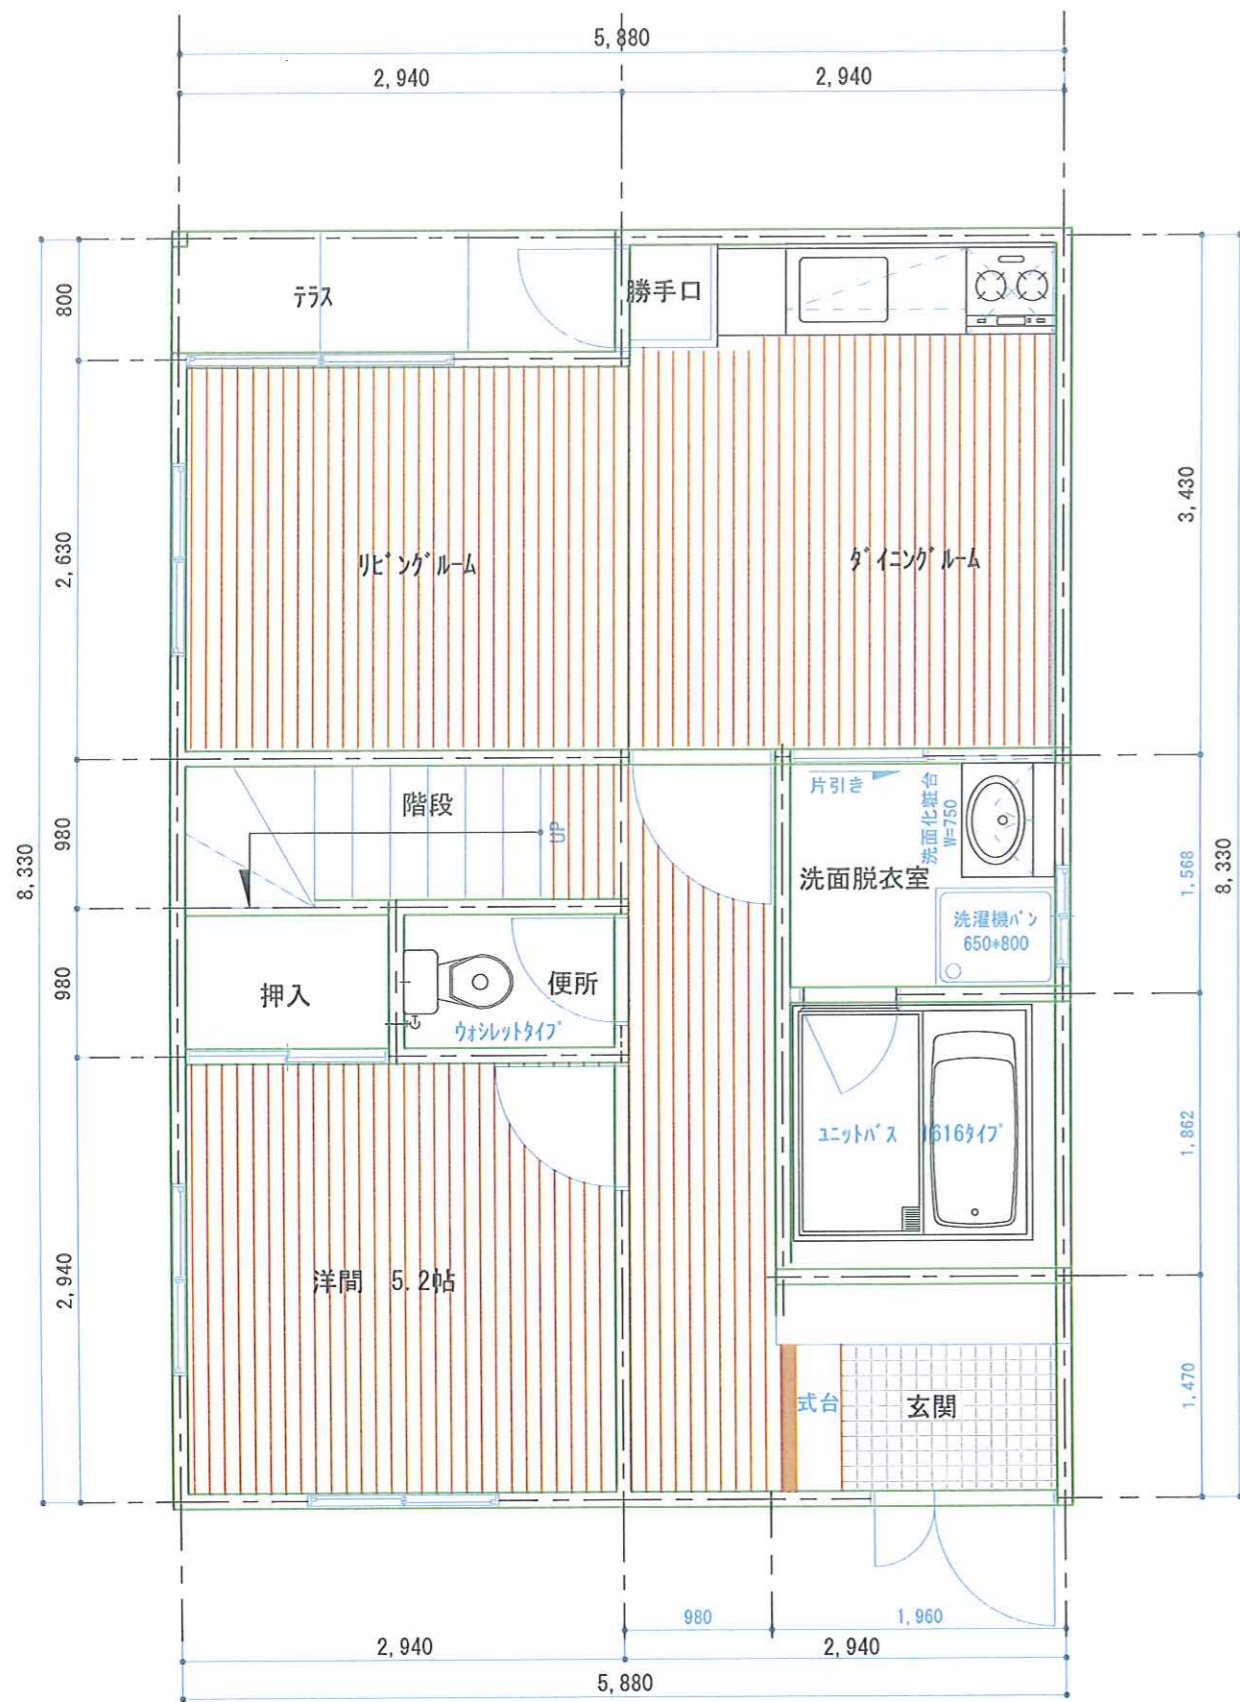 5,880
2,940
2,940
800
テラス
勝手口
2,630
3,430
リビングルーム
ダイニングルーム
8,330
980
階段
UP
片引き
洗面化粧台
W=750
洗面脱衣室
1,568
8,330
洗濯機パン
650*800
980
押入
便所
ウォシレットタイプ
ユニットバス 1616タイプ
1,862
2,940
洋間 5.2帖
式台
玄関
1,470
980
1,960
2,940
2,940
5,880